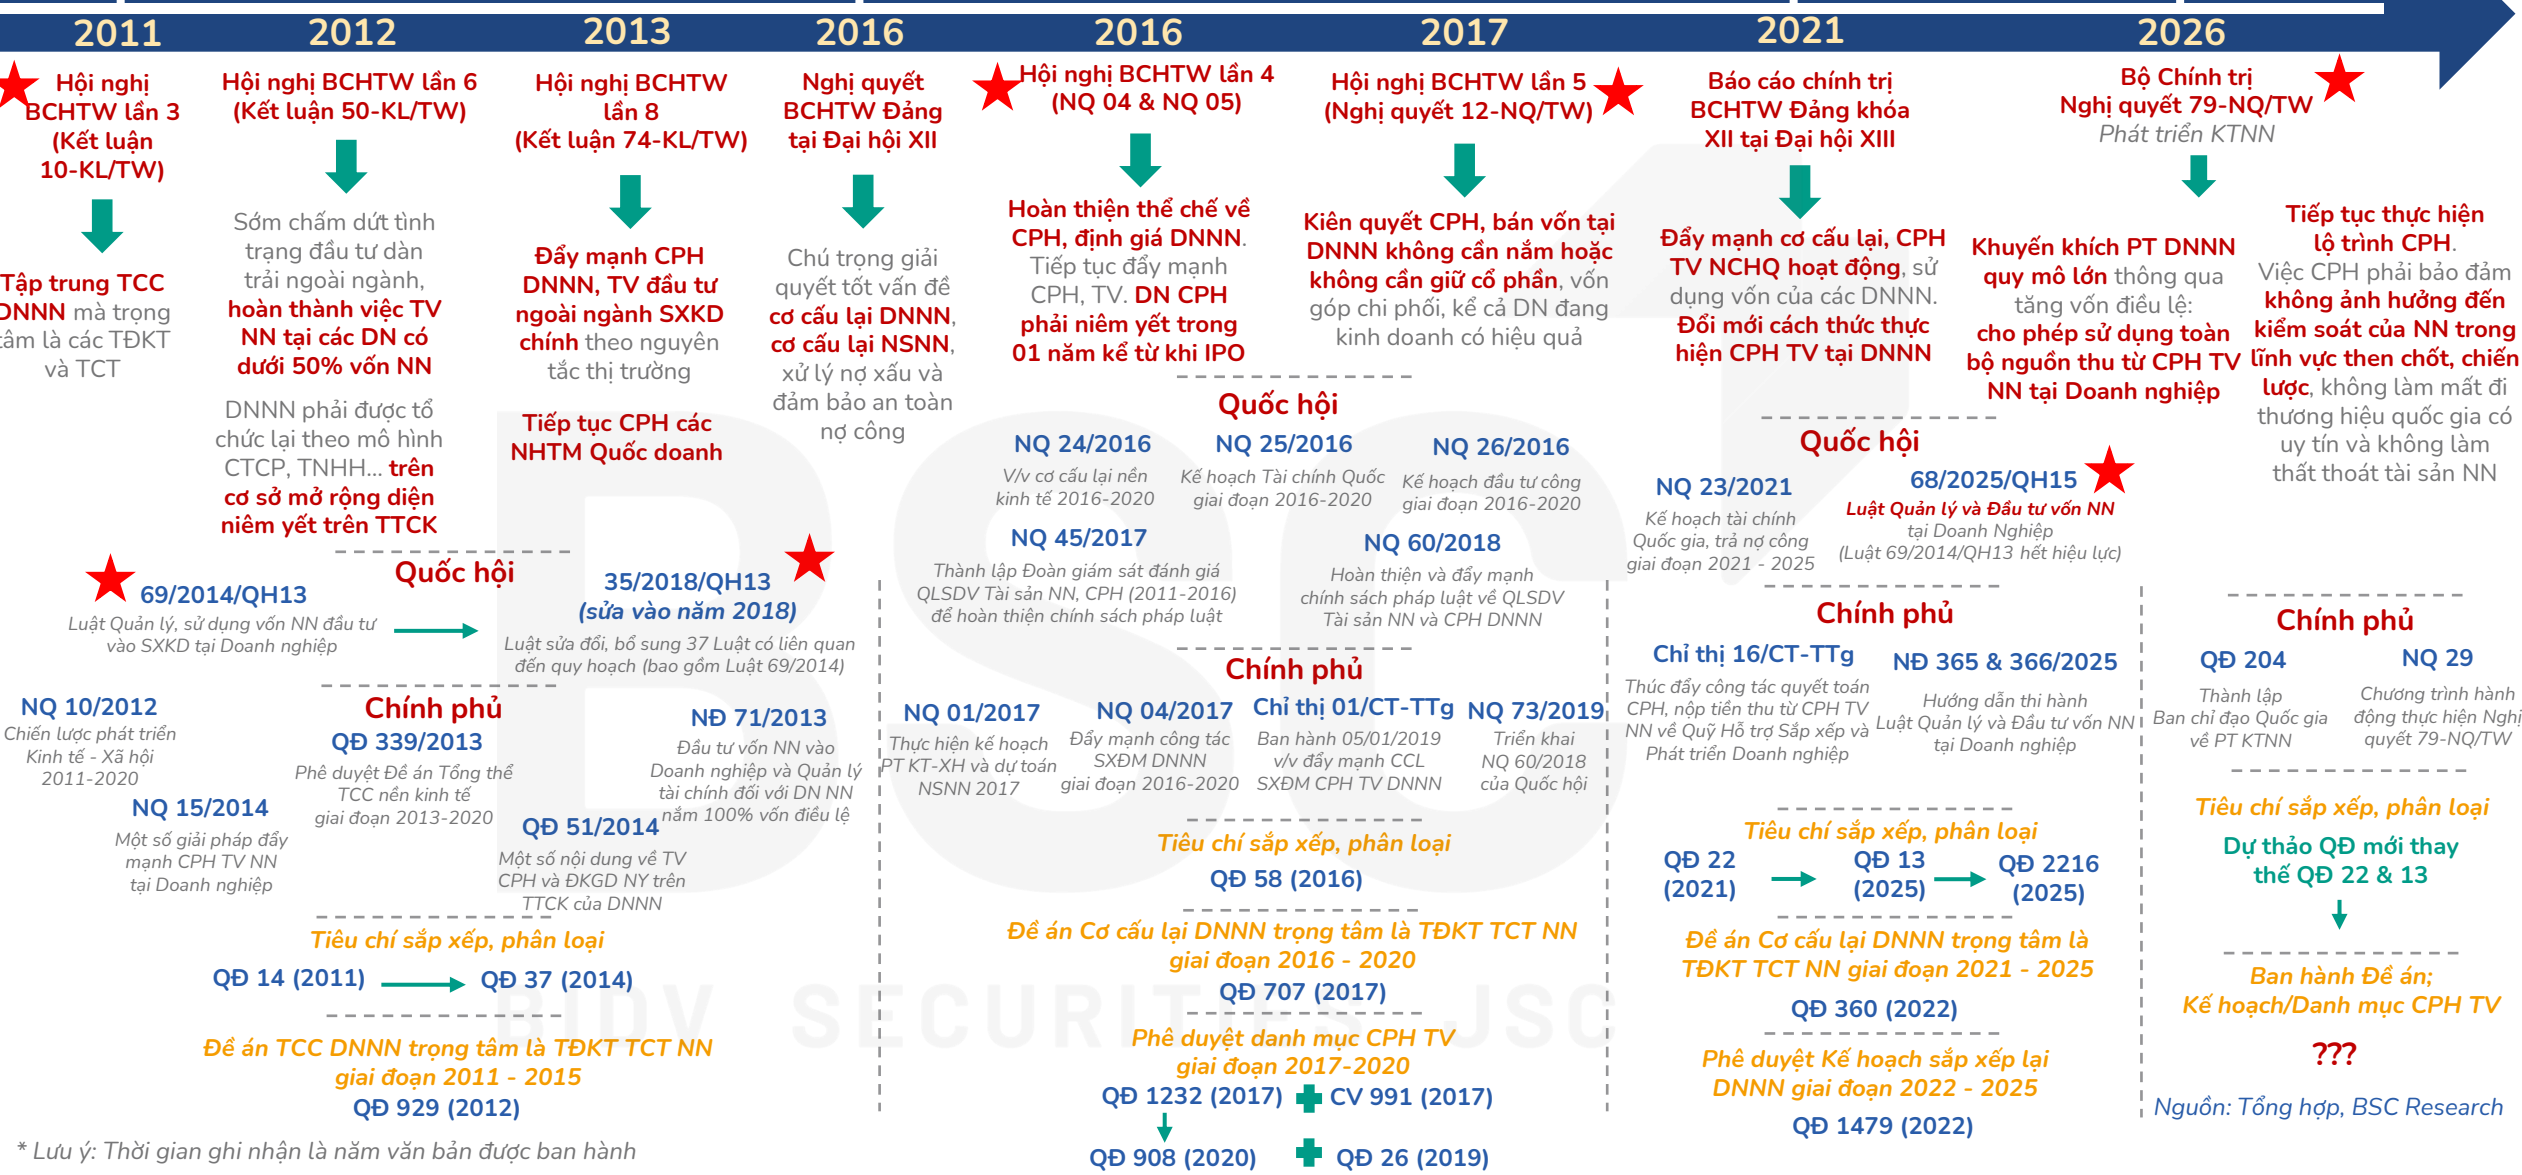 2011
2012
2013
2016
2016
2017
2021
2026
Hội nghị
BCHTW lần 3
(Kết luận
10-KL/TW)
Tập trung TCC
DNNN mà trọng
tâm là các TĐKT
và TCT
Hội nghị BCHTW lần 6
(Kết luận 50-KL/TW)
Sớm chấm dứt tình
trạng đầu tư dàn
trải ngoài ngành,
hoàn thành việc TV
NN tại các DN có
dưới 50% vốn NN
DNNN phải được tổ
chức lại theo mô hình
CTCP, TNHH... trên
cơ sở mở rộng diện
niêm yết trên TTCK
Hội nghị BCHTW
lần 8
(Kết luận 74-KL/TW)
Đẩy mạnh CPH
DNNN, TV đầu tư
ngoài ngành SXKD
chính theo nguyên
tắc thị trường
Tiếp tục CPH các
NHTM Quốc doanh
Nghị quyết
BCHTW Đảng
tại Đại hội XII
Chú trọng giải
quyết tốt vấn đề
cơ cấu lại DNNN,
cơ cấu lại NSNN,
xử lý nợ xấu và
đảm bảo an toàn
nợ công
Quốc hội
69/2014/QH13
Luật Quản lý, sử dụng vốn NN đầu tư
vào SXKD tại Doanh nghiệp
35/2018/QH13
(sửa vào năm 2018)
Luật sửa đổi, bổ sung 37 Luật có liên quan
đến quy hoạch (bao gồm Luật 69/2014)
Chính phủ
NQ 10/2012
Chiến lược phát triển
Kinh tế - Xã hội
2011-2020
QĐ 339/2013
Phê duyệt Đề án Tổng thể
TCC nền kinh tế
giai đoạn 2013-2020
NĐ 71/2013
Đầu tư vốn NN vào
Doanh nghiệp và Quản lý
tài chính đối với DN NN
nắm 100% vốn điều lệ
NQ 15/2014
Một số giải pháp đẩy
mạnh CPH TV NN
tại Doanh nghiệp
QĐ 51/2014
Một số nội dung về TV
CPH và ĐKGD NY trên
TTCK của DNNN
Tiêu chí sắp xếp, phân loại
QĐ 14 (2011)
QĐ 37 (2014)
Đề án TCC DNNN trọng tâm là TĐKT TCT NN
giai đoạn 2011 - 2015
QĐ 929 (2012)
* Lưu ý: Thời gian ghi nhận là năm văn bản được ban hành
Hội nghị BCHTW lần 4
(NQ 04 & NQ 05)
Hoàn thiện thể chế về
CPH, định giá DNNN.
Tiếp tục đẩy mạnh
CPH, TV. DN CPH
phải niêm yết trong
01 năm kể từ khi IPO
Hội nghị BCHTW lần 5
(Nghị quyết 12-NQ/TW)
Kiên quyết CPH, bán vốn tại
DNNN không cần nắm hoặc
không cần giữ cổ phần, vốn
góp chi phối, kể cả DN đang
kinh doanh có hiệu quả
Quốc hội
NQ 24/2016
V/v cơ cấu lại nền
kinh tế 2016-2020
NQ 25/2016
Kế hoạch Tài chính Quốc
giai đoạn 2016-2020
NQ 26/2016
Kế hoạch đầu tư công
giai đoạn 2016-2020
NQ 45/2017
Thành lập Đoàn giám sát đánh giá
QLSDV Tài sản NN, CPH (2011-2016)
để hoàn thiện chính sách pháp luật
NQ 60/2018
Hoàn thiện và đẩy mạnh
chính sách pháp luật về QLSDV
Tài sản NN và CPH DNNN
Chính phủ
NQ 01/2017
Thực hiện kế hoạch
PT KT-XH và dự toán
NSNN 2017
NQ 04/2017
Đẩy mạnh công tác
SXĐM DNNN
giai đoạn 2016-2020
Chỉ thị 01/CT-TTg
Ban hành 05/01/2019
v/v đẩy mạnh CCL
SXĐM CPH TV DNNN
NQ 73/2019
Triển khai
NQ 60/2018
của Quốc hội
Tiêu chí sắp xếp, phân loại
QĐ 58 (2016)
Đề án Cơ cấu lại DNNN trọng tâm là TĐKT TCT NN
giai đoạn 2016 - 2020
QĐ 707 (2017)
Phê duyệt danh mục CPH TV
giai đoạn 2017-2020
QĐ 1232 (2017)
CV 991 (2017)
QĐ 908 (2020)
QĐ 26 (2019)
Báo cáo chính trị
BCHTW Đảng khóa
XII tại Đại hội XIII
Đẩy mạnh cơ cấu lại, CPH
TV NCHQ hoạt động, sử
dụng vốn của các DNNN.
Đổi mới cách thức thực
hiện CPH TV tại DNNN
Quốc hội
NQ 23/2021
Kế hoạch tài chính
Quốc gia, trả nợ công
giai đoạn 2021 - 2025
68/2025/QH15
Luật Quản lý và Đầu tư vốn NN
tại Doanh Nghiệp
(Luật 69/2014/QH13 hết hiệu lực)
Chính phủ
Chỉ thị 16/CT-TTg
Thúc đẩy công tác quyết toán
CPH, nộp tiền thu từ CPH TV
NN về Quỹ Hỗ trợ Sắp xếp và
Phát triển Doanh nghiệp
NĐ 365 & 366/2025
Hướng dẫn thi hành
Luật Quản lý và Đầu tư vốn NN
tại Doanh nghiệp
Tiêu chí sắp xếp, phân loại
QĐ 22
(2021)
QĐ 13
(2025)
QĐ 2216
(2025)
Đề án Cơ cấu lại DNNN trọng tâm là
TĐKT TCT NN giai đoạn 2021 - 2025
QĐ 360 (2022)
Phê duyệt Kế hoạch sắp xếp lại
DNNN giai đoạn 2022 - 2025
QĐ 1479 (2022)
Bộ Chính trị
Nghị quyết 79-NQ/TW
Phát triển KTNN
Khuyến khích PT DNNN
quy mô lớn thông qua
tăng vốn điều lệ:
cho phép sử dụng toàn
bộ nguồn thu từ CPH TV
NN tại Doanh nghiệp
Tiếp tục thực hiện
lộ trình CPH.
Việc CPH phải bảo đảm
không ảnh hưởng đến
kiểm soát của NN trong
lĩnh vực then chốt, chiến
lược, không làm mất đi
thương hiệu quốc gia có
uy tín và không làm
thất thoát tài sản NN
Chính phủ
QĐ 204
Thành lập
Ban chỉ đạo Quốc gia
về PT KTNN
NQ 29
Chương trình hành
động thực hiện Nghị
quyết 79-NQ/TW
Tiêu chí sắp xếp, phân loại
Dự thảo QĐ mới thay
thế QĐ 22 & 13
Ban hành Đề án;
Kế hoạch/Danh mục CPH TV
???
Nguồn: Tổng hợp, BSC Research
BSC
BIDV SECURITIES JSC